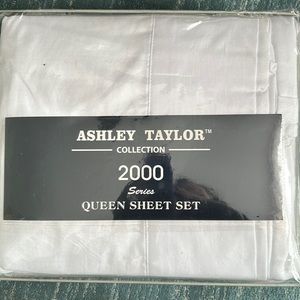 ASHLEY TAYLOR™
COLLECTION
2000
Series
QUEEN SHEET SET